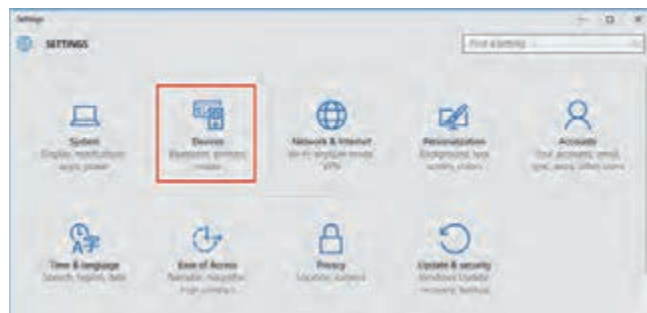 Settings
SETTINGS
Find a setting
System
Display, notifications,
apps, power
Devices
Bluetooth, printers,
mouse
Network & Internet
Wi-Fi, airplane mode,
VPN
Personalization
Background, lock
screen, colors
Accounts
Your accounts, email,
sync, work, other users
Time & language
Speech, region, date
Ease of Access
Narrator, magnifier,
high contrast
Privacy
Location, camera
Update & security
Windows Update,
recovery, backup